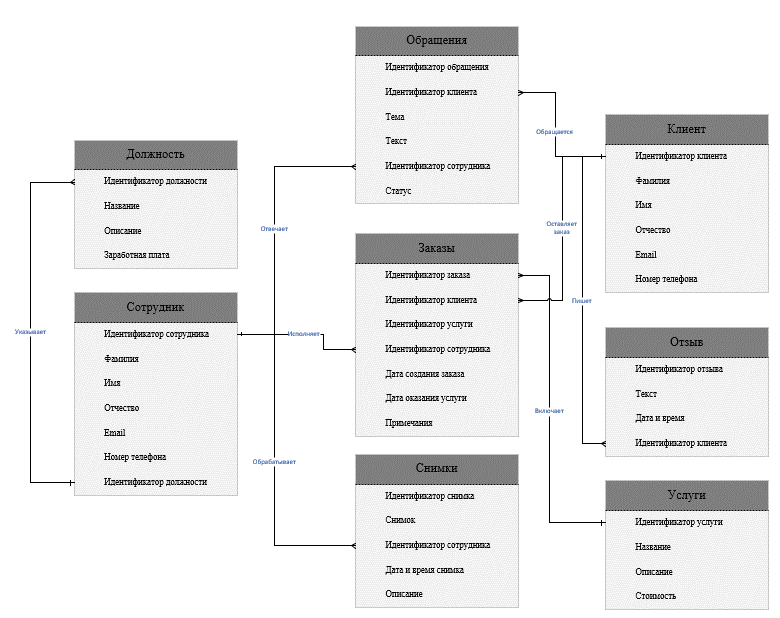 Обращения
Идентификатор обращения
Идентификатор клиента
Тема
Текст
Идентификатор сотрудника
Статус
Обращается
Клиент
Идентификатор клиента
Фамилия
Имя
Отчество
Email
Номер телефона
Должность
Идентификатор должности
Название
Описание
Заработная плата
Отвечает
Оставляет
заказ
Заказы
Идентификатор заказа
Идентификатор клиента
Идентификатор услуги
Идентификатор сотрудника
Дата создания заказа
Дата оказания услуги
Примечания
Сотрудник
Идентификатор сотрудника
Фамилия
Имя
Отчество
Email
Номер телефона
Идентификатор должности
Указывает
Исполняет
Пишет
Отзыв
Идентификатор отзыва
Текст
Дата и время
Идентификатор клиента
Включает
Обрабатывает
Снимки
Идентификатор снимка
Снимок
Идентификатор сотрудника
Дата и время снимка
Описание
Услуги
Идентификатор услуги
Название
Описание
Стоимость